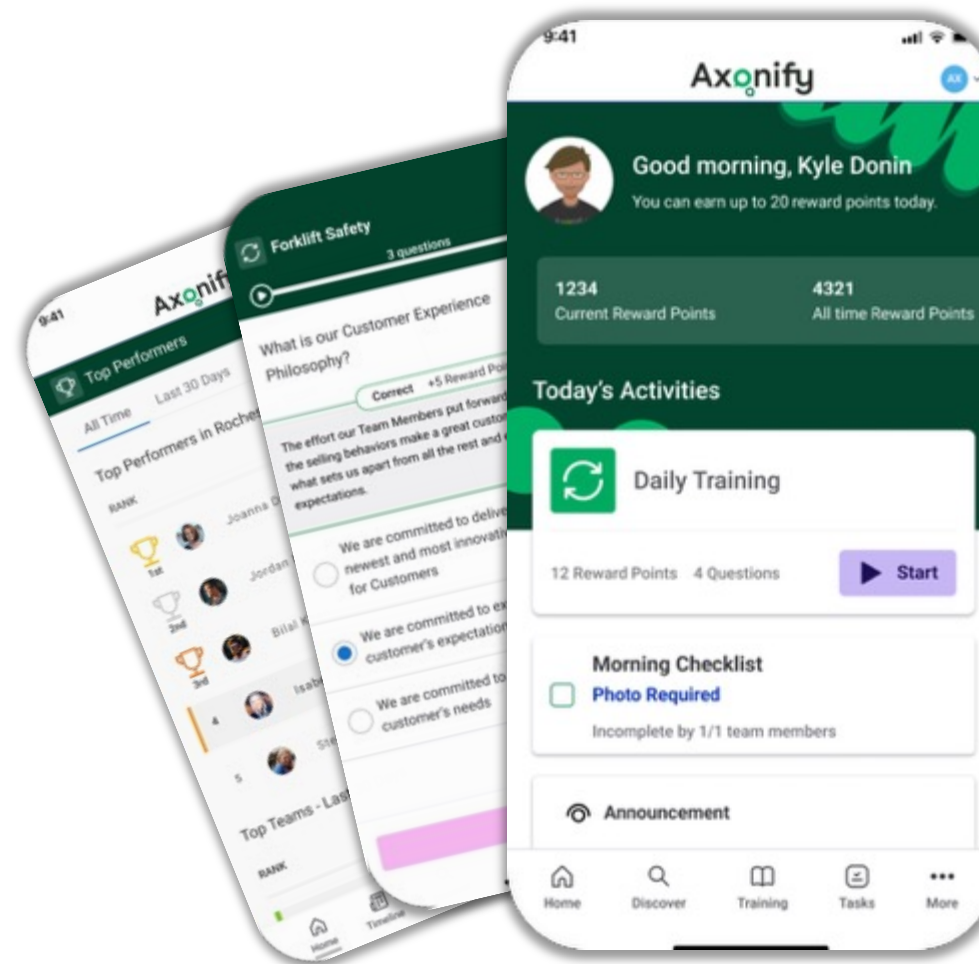 9:41
Axonify
AX
Good morning, Kyle Donin
You can earn up to 20 reward points today.
1234
4321
Current Reward Points
All time Reward Points
Today's Activities
Daily Training
12 Reward Points
4 Questions
Start
Morning Checklist
Photo Required
Incomplete by 1/1 team members
Announcement
Home
Discover
Training
Tasks
More
Forklift Safety
3 questions
What is our Customer Experience
Philosophy?
Correct
+5 Reward
The effort our Team Members put forward
the selling behaviors make a great
what sets us apart from all the rest and
expectations.
We are committed to
newest and most
for Customers
We are committed to
customer's
We are committed to
customer's needs
9:41
Top Performers
All Time
Last 30 Days
Top Performers in
RANK
1st
Joanna
2nd
Jordan
3rd
Bilal
4
5
Top Teams -
RANK
Home
Timeline